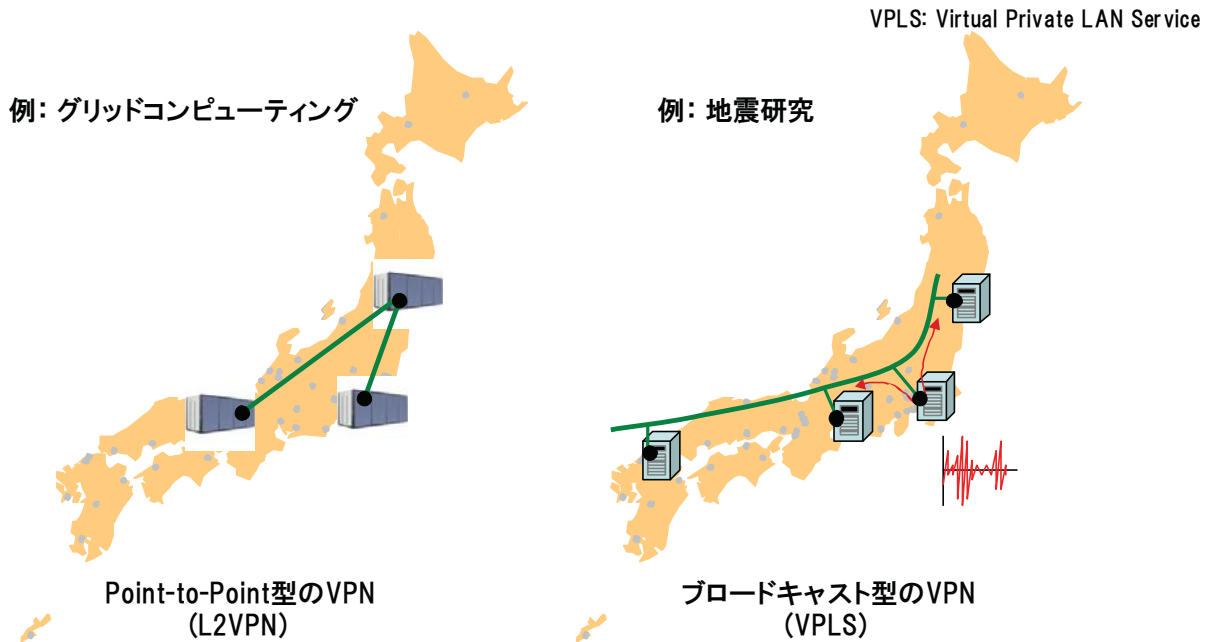 VPLS: Virtual Private LAN Service
例: グリッドコンピューティング
例: 地震研究
Point-to-Point型のVPN
(L2VPN)
ブロードキャスト型のVPN
(VPLS)